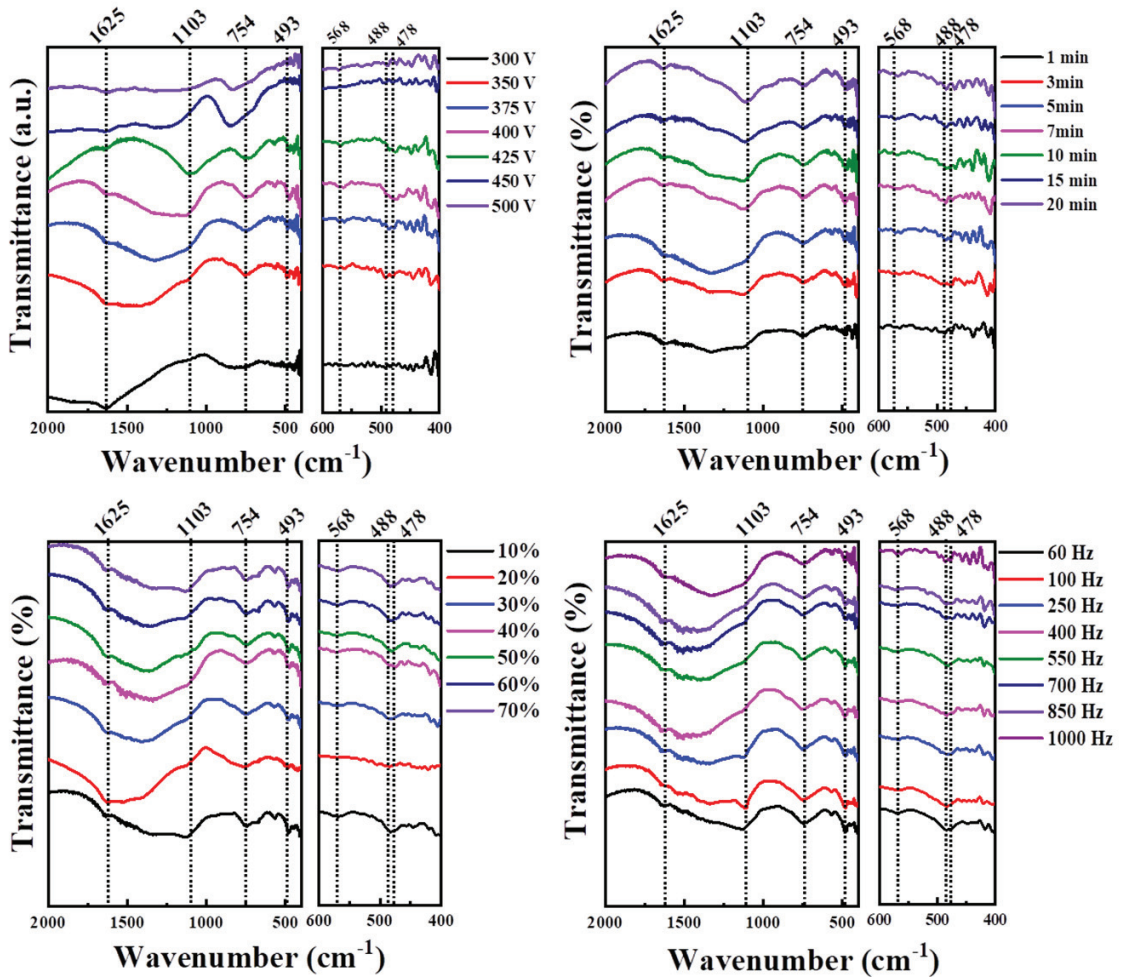 1625 1103 754 493 568 488 478
Transmittance (a.u.)
300 V
350 V
375 V
400 V
425 V
450 V
500 V
2000 1500 1000 500 600 500 400
Wavenumber (cm-1)
1625 1103 754 493 568 488 478
Transmittance (%)
1 min
3min
5min
7min
10 min
15 min
20 min
2000 1500 1000 500 600 500 400
Wavenumber (cm-1)
1625 1103 754 493 568 488 478
Transmittance (%)
10%
20%
30%
40%
50%
60%
70%
2000 1500 1000 500 600 500 400
Wavenumber (cm-1)
1625 1103 754 493 568 488 478
Transmittance (%)
60 Hz
100 Hz
250 Hz
400 Hz
550 Hz
700 Hz
850 Hz
1000 Hz
2000 1500 1000 500 600 500 400
Wavenumber (cm-1)